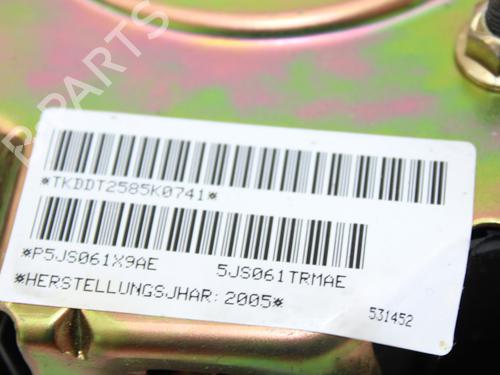 B-PARTS
*TKDDT2585K0741*
*P5JS061X9AE 5JS061TRMAE
*HERSTELLUNGSJHAR: 2005*
531452